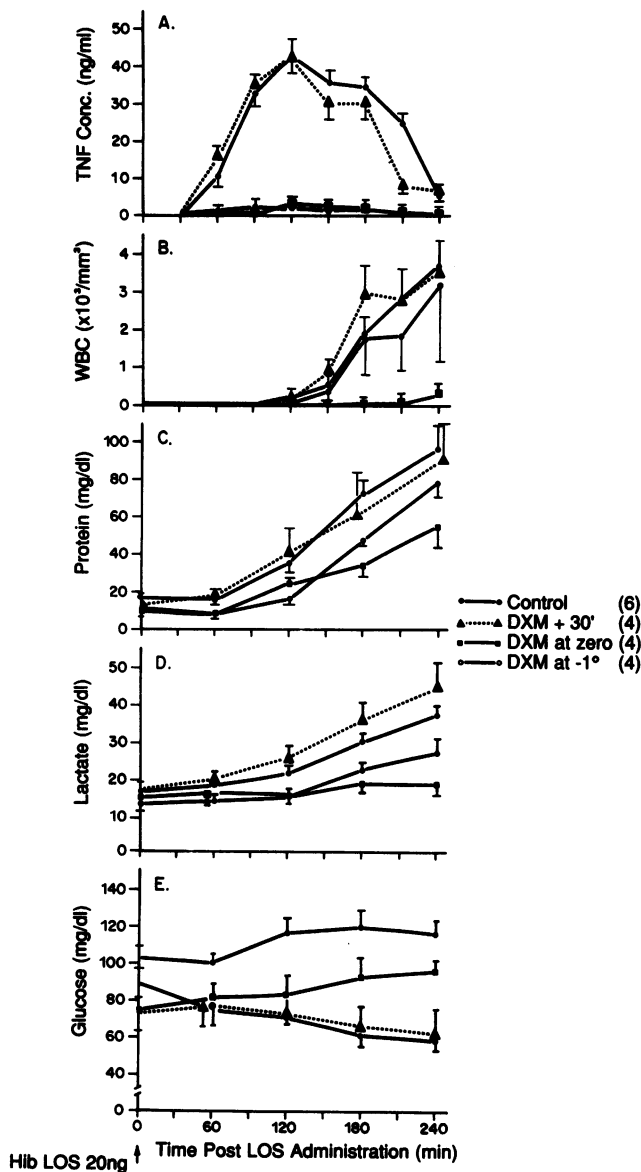 A.
TNF Conc. (ng/ml)
50
40
30
20
10
0
B.
WBC (x10³/mm³)
4
3
2
1
0
C.
Protein (mg/dl)
100
80
60
40
20
0
Control (6)
DXM + 30' (4)
DXM at zero (4)
DXM at -1° (4)
D.
Lactate (mg/dl)
50
40
30
20
10
0
E.
Glucose (mg/dl)
140
120
100
80
60
40
0
0 60 120 180 240
Time Post LOS Administration (min)
Hib LOS 20ng